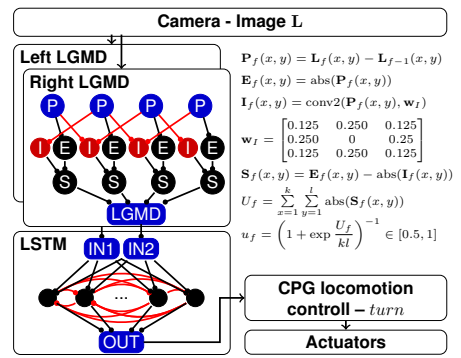 Camera - Image L
Left LGMD
Right LGMD
P P P P
I E I E I E I E
S S S S
LGMD
LSTM
IN1 IN2
...
OUT
P_f(x, y) = L_f(x, y) − L_{f−1}(x, y)
E_f(x, y) = abs(P_f(x, y))
I_f(x, y) = conv2(P_f(x, y), w_I)
w_I = [0.125 0.250 0.125
0.250 0 0.25
0.125 0.250 0.125]
S_f(x, y) = E_f(x, y) − abs(I_f(x, y))
U_f = ∑_{x=1}^{k} ∑_{y=1}^{l} abs(S_f(x, y))
u_f = (1 + exp U_f/kl)^{−1} ∈ [0.5, 1]
CPG locomotion
controll – turn
Actuators